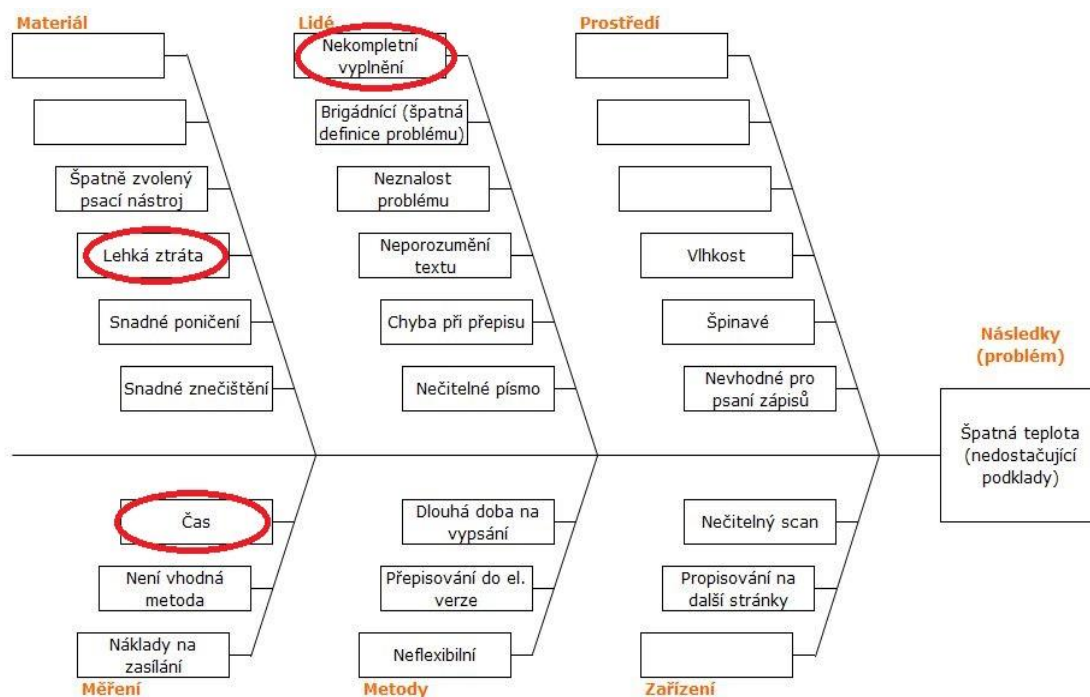 Materiál
Špatně zvolený
psací nástroj
Lehká ztráta
Snadné poničení
Snadné znečištění
Lidé
Nekompletní
vyplnění
Brigádnící (špatná
definice problému)
Neznalost
problému
Neporozumění
textu
Chyba při přepisu
Nečitelné písmo
Prostředí
Vlhkost
Špinavé
Nevhodné pro
psaní zápisů
Následky
(problém)
Špatná teplota
(nedostačující
podklady)
Čas
Není vhodná
metoda
Náklady na
zasílání
Měření
Dlouhá doba na
vypsání
Přepisování do el.
verze
Neflexibilní
Metody
Nečitelný scan
Propisování na
další stránky
Zařízení